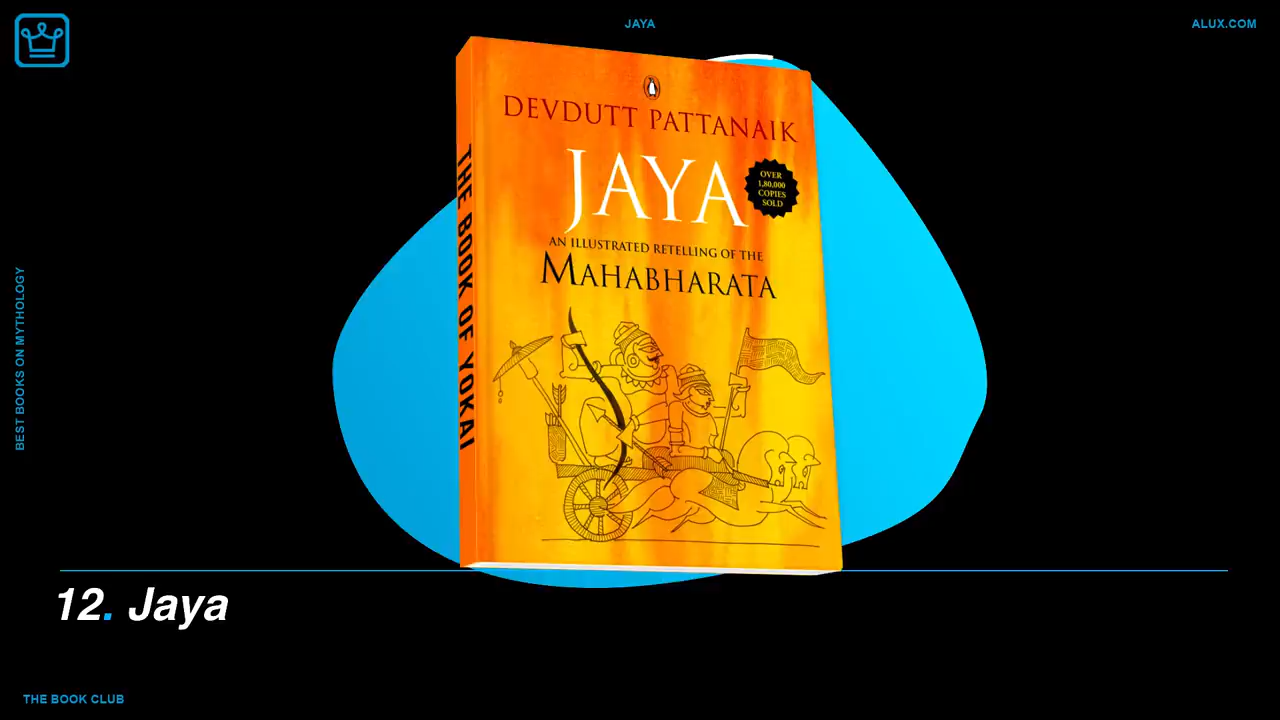 JAYA
ALUX.COM
BEST BOOKS ON MYTHOLOGY
THE BOOK OF YOKAI
DEVDUTT PATTANAIK
JAYA
OVER
1,80,000
COPIES
SOLD
AN ILLUSTRATED RETELLING OF THE
MAHABHARATA
12. Jaya
THE BOOK CLUB